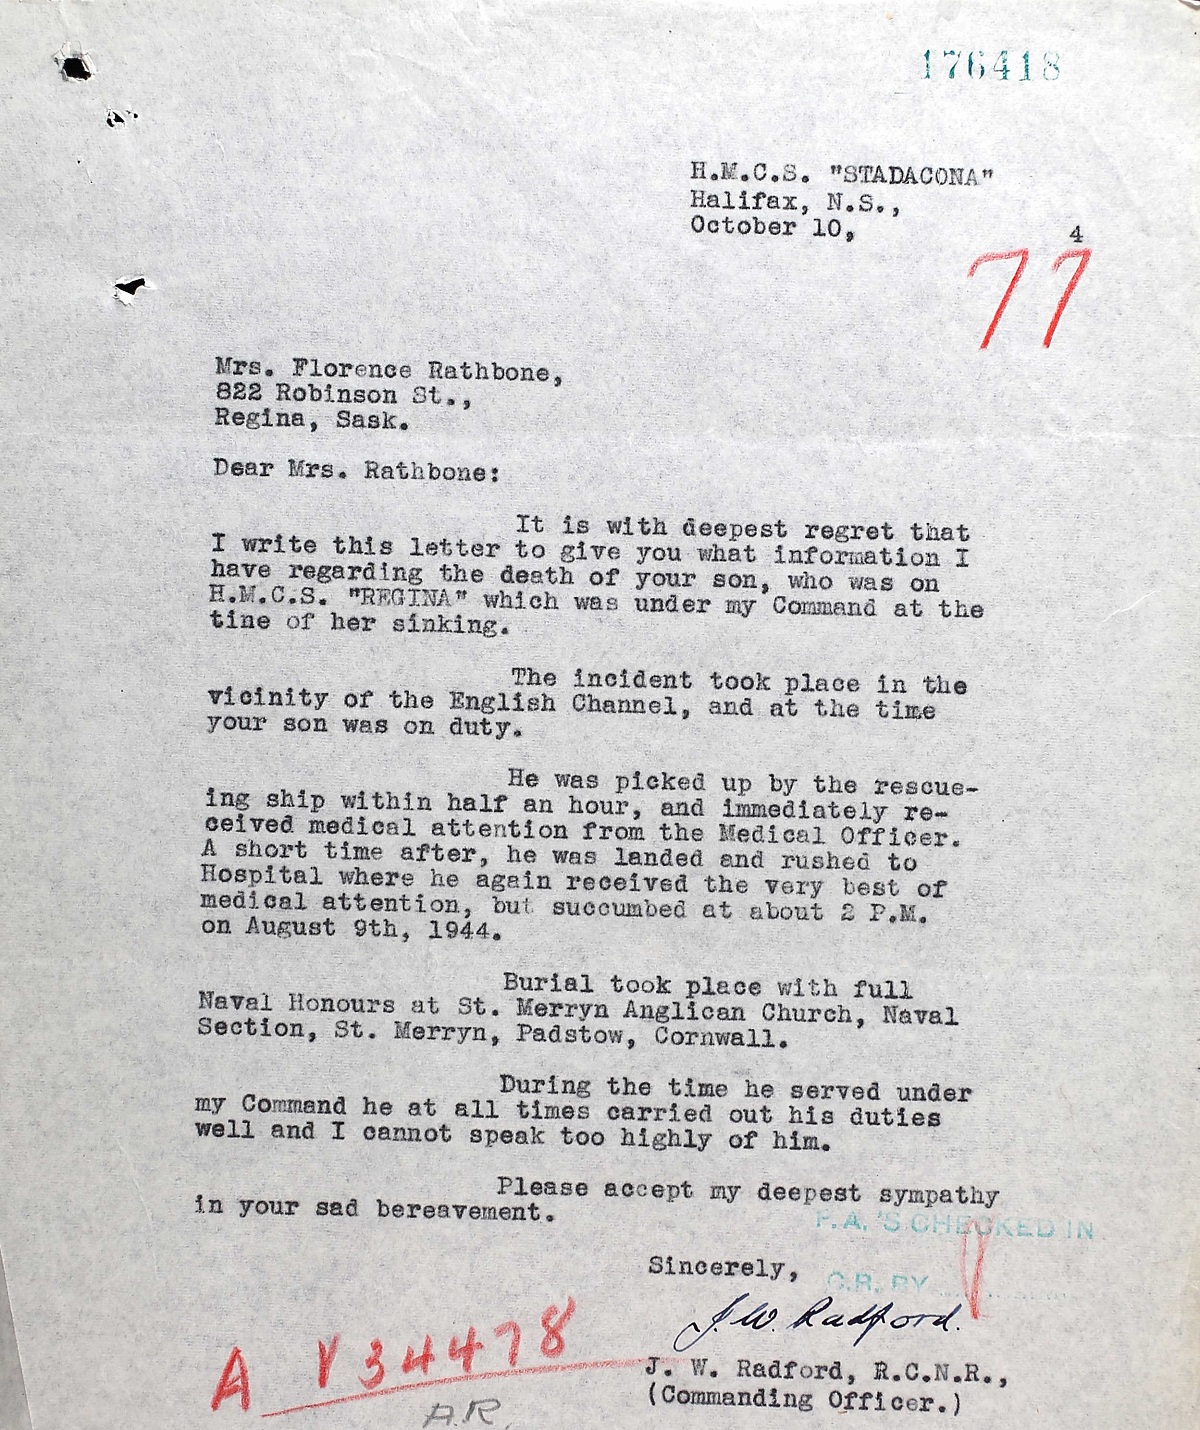 176418
H.M.C.S. "STADACONA"
Halifax, N.S.,
October 10, 4
77
Mrs. Florence Rathbone,
822 Robinson St.,
Regina, Sask.
Dear Mrs. Rathbone:
It is with deepest regret that
I write this letter to give you what information I
have regarding the death of your son, who was on
H.M.C.S. "REGINA" which was under my Command at the
tine of her sinking.
The incident took place in the
vicinity of the English Channel, and at the time
your son was on duty.
He was picked up by the rescue-
ing ship within half an hour, and immediately re-
ceived medical attention from the Medical Officer.
A short time after, he was landed and rushed to
Hospital where he again received the very best of
medical attention, but succumbed at about 2 P.M.
on August 9th, 1944.
Burial took place with full
Naval Honours at St. Merryn Anglican Church, Naval
Section, St. Merryn, Padstow, Cornwall.
During the time he served under
my Command he at all times carried out his duties
well and I cannot speak too highly of him.
Please accept my deepest sympathy
in your sad bereavement.
P.A.'S CHECKED IN
Sincerely,
C.R. BY
J.W. Radford.
J. W. Radford, R.C.N.R.,
(Commanding Officer.)
A V34478
A.R.